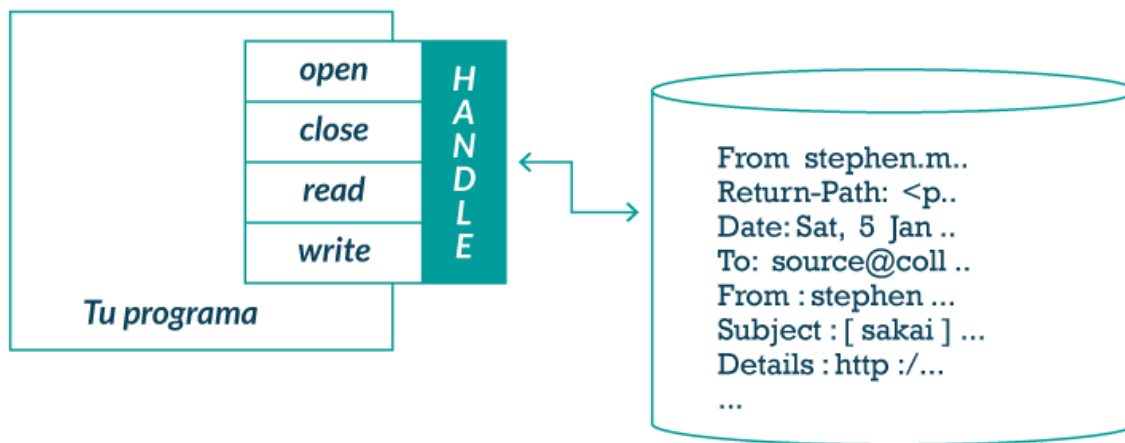 open
close
read
write
HANDLE
Tu programa
From stephen.m..
Return-Path: <p..
Date: Sat, 5 Jan ..
To: source@coll ..
From : stephen ...
Subject : [ sakai ] ...
Details : http :/...
...